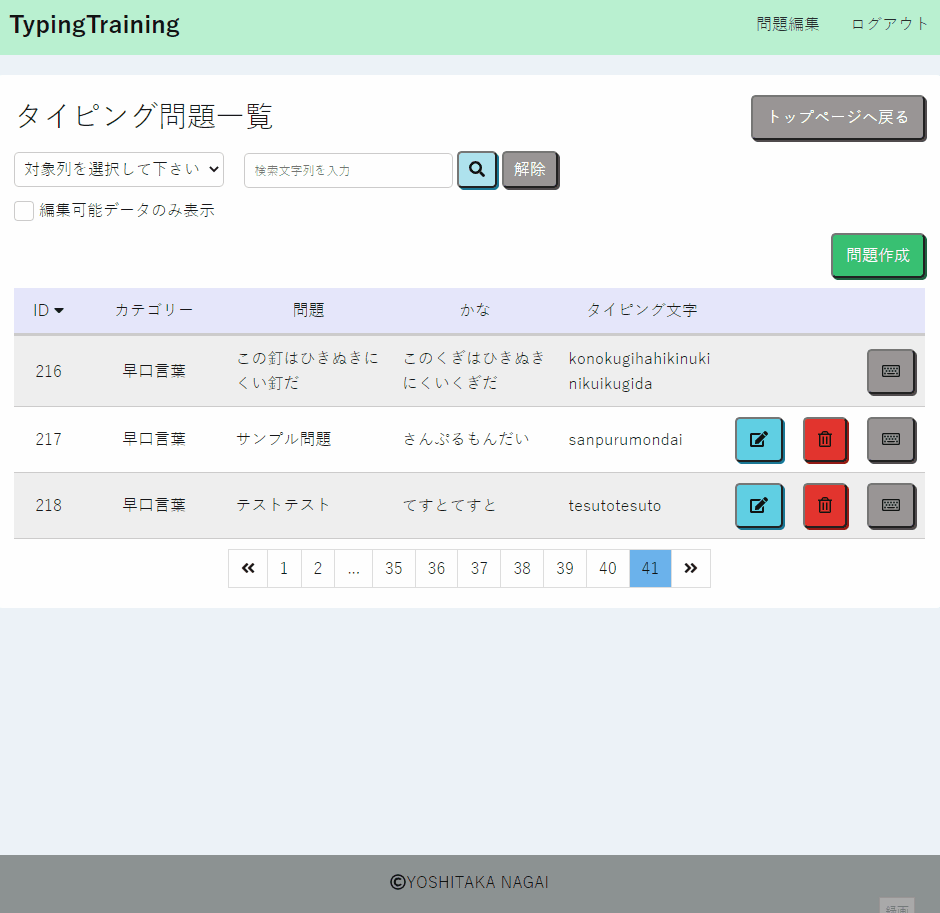 TypingTraining
問題編集 ログアウト
タイピング問題一覧
トップページへ戻る
対象列を選択して下さい 検索文字列を入力 解除
編集可能データのみ表示
問題作成
ID カテゴリー 問題 かな タイピング文字
216 早口言葉 この釘はひきぬきに このくぎはひきぬき konokugihahikinuki
くい釘だ にくいくぎだ nikuikugida
217 早口言葉 サンプル問題 さんぷるもんだい sanpurumondai
218 早口言葉 テストテスト てすとてすと tesutotesuto
« 1 2 ... 35 36 37 38 39 40 41 »
©YOSHITAKA NAGAI
録画